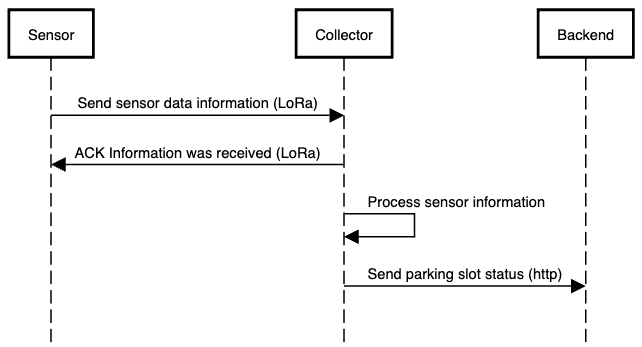 Sensor
Collector
Backend
Send sensor data information (LoRa)
ACK Information was received (LoRa)
Process sensor information
Send parking slot status (http)